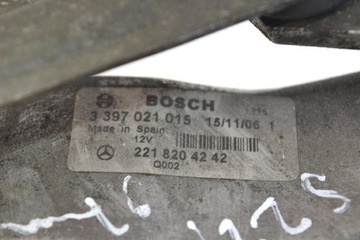 BOSCH
3 397 021 015 15/11/06 1
Made in Spain
12V
221 820 42 42
Q002